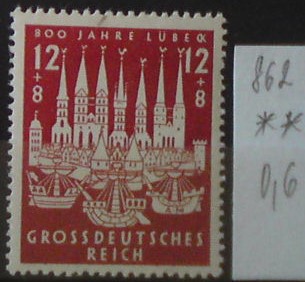 800 JAHRE LÜBECK
12 12
+ +
8 8
GROSSDEUTSCHES
REICH
862
**
0,6